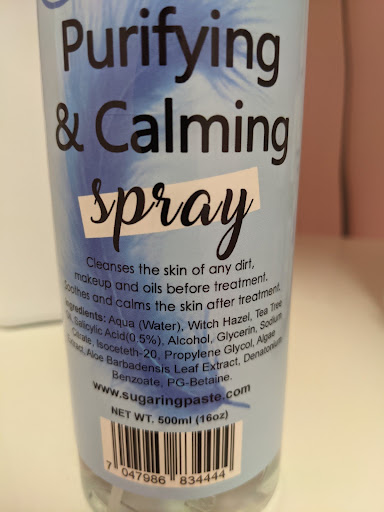 Purifying
& Calming
spray
Cleanses the skin of any dirt,
makeup and oils before treatment.
Soothes and calms the skin after treatment.
Ingredients: Aqua (Water), Witch Hazel, Tea Tree
Salicylic Acid(0.5%), Alcohol, Glycerin, Sodium
Citrate, Isoceteth-20, Propylene Glycol, Algae
Extract, Aloe Barbadensis Leaf Extract, Denatonium
Benzoate, PG-Betaine.
www.sugaringpaste.com
NET WT. 500ml (16oz)
7 047986 834444